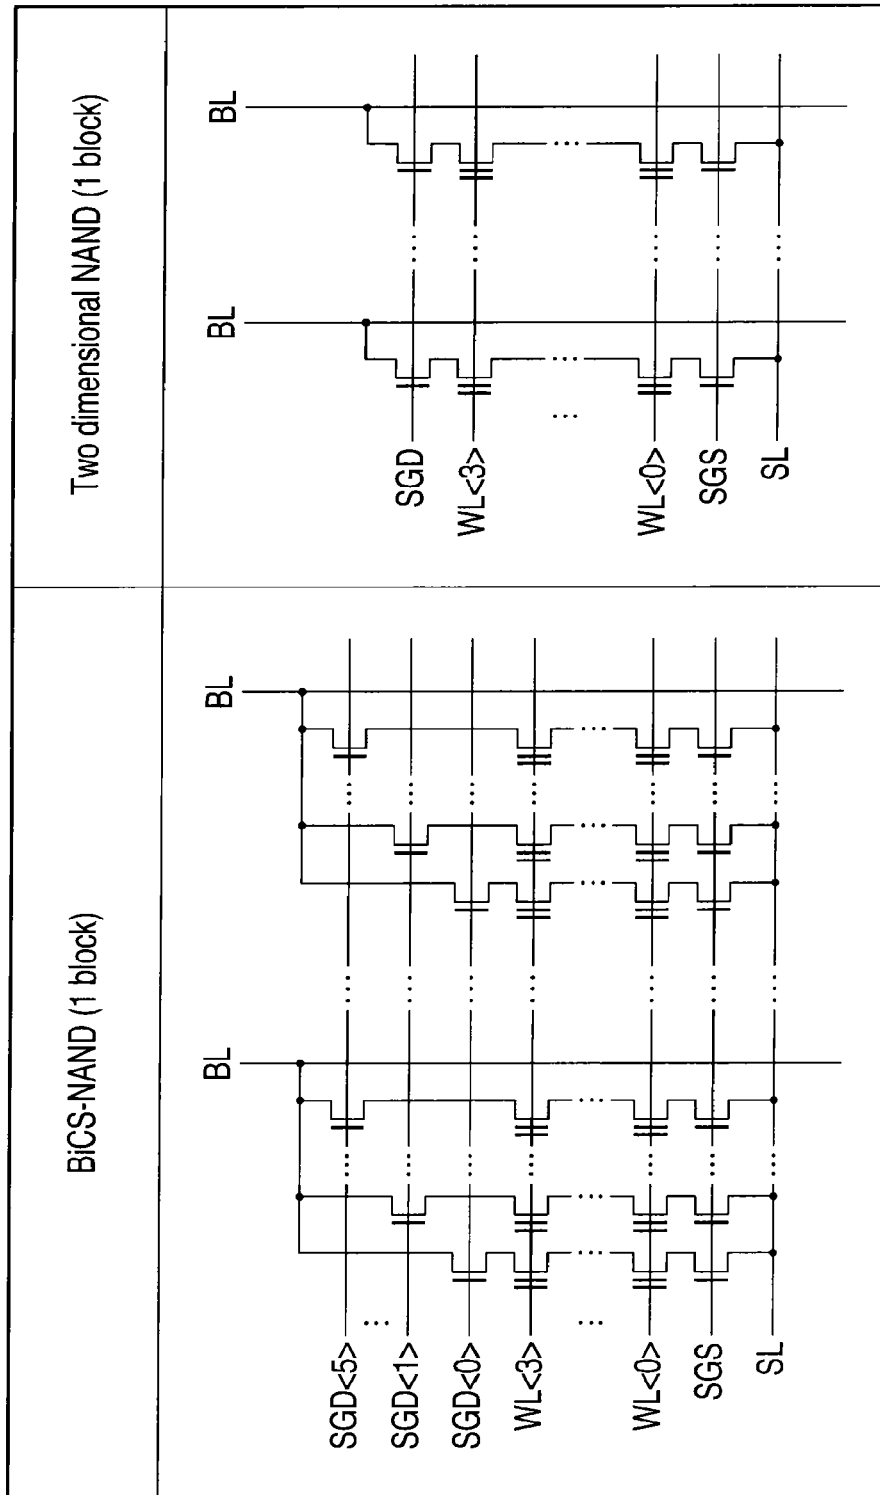 Two dimensional NAND (1 block)
BL
BL
SGD
WL<3>
WL<0>
SGS
SL
BiCS-NAND (1 block)
BL
BL
SGD<5>
SGD<1>
SGD<0>
WL<3>
WL<0>
SGS
SL